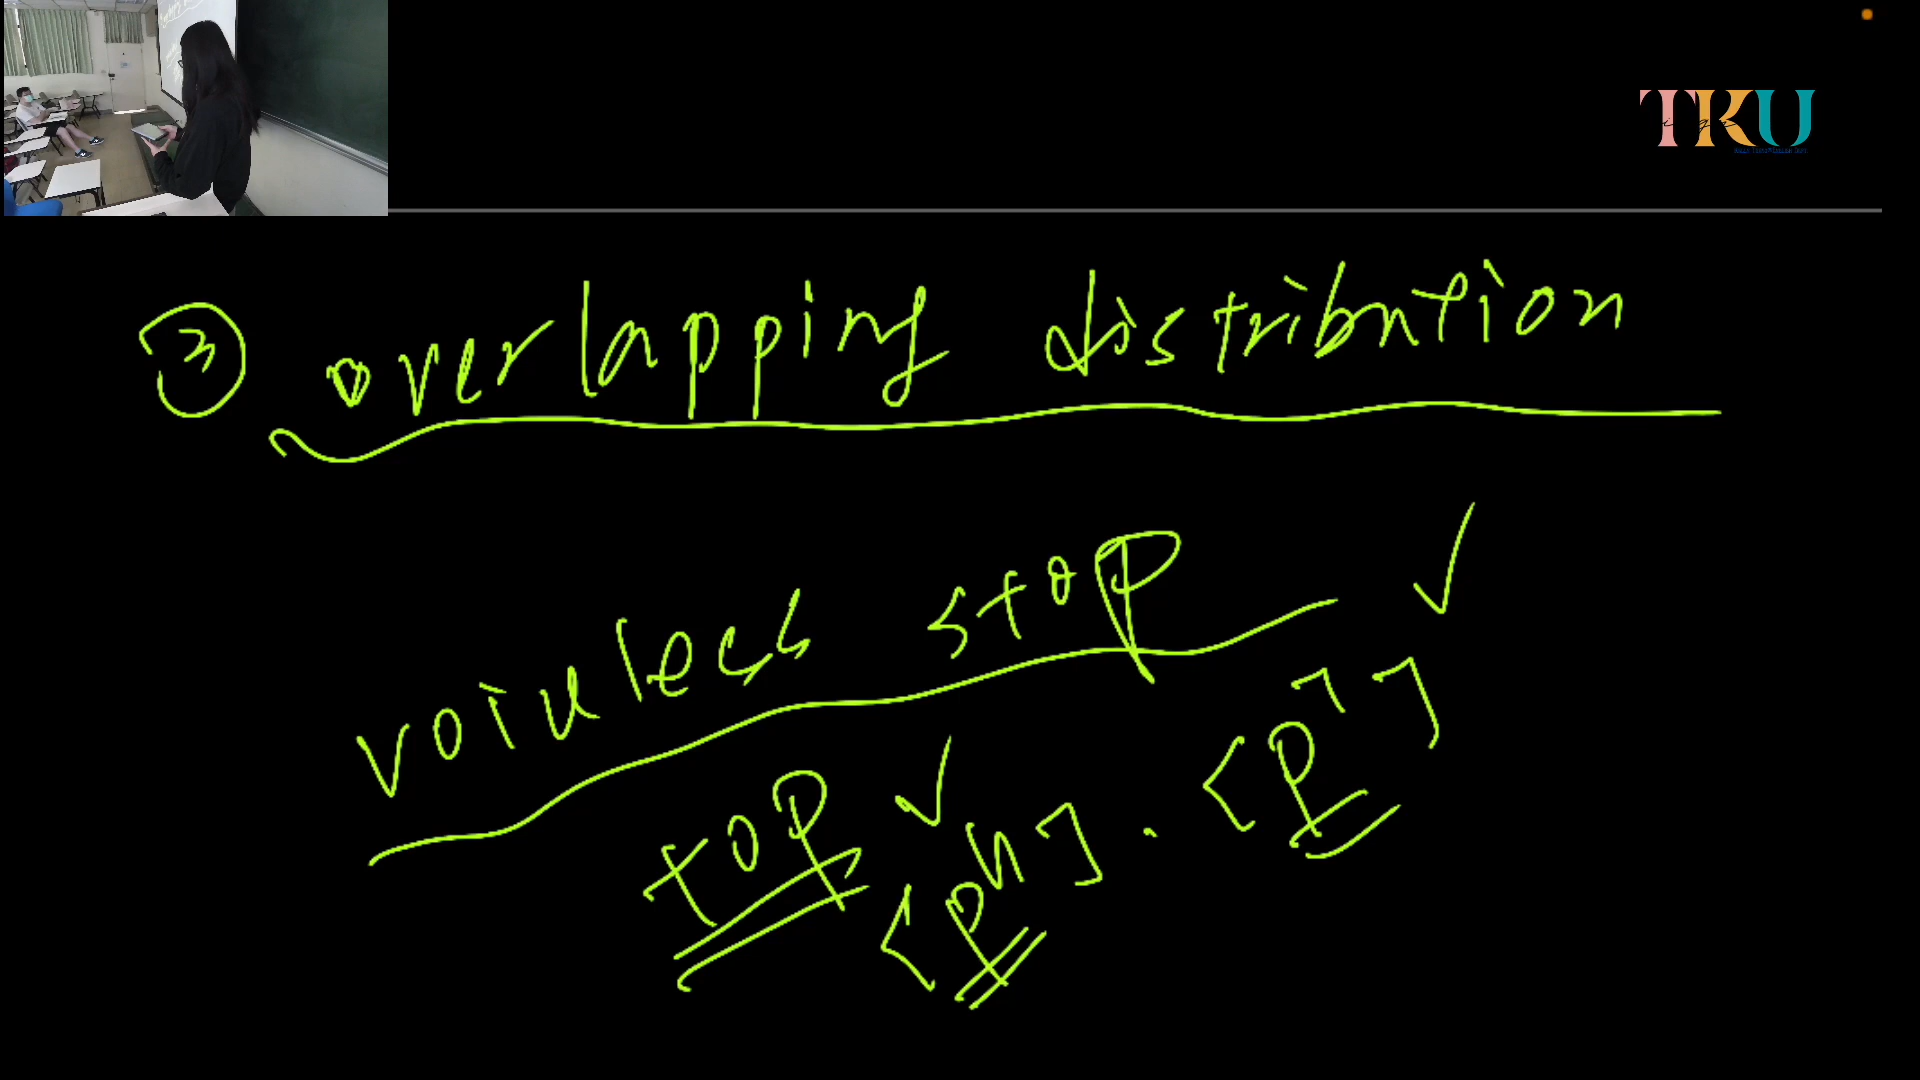 TKU
③ overlapping distribution
voiceless stop ✓
top ✓ [pʰ] . [p̚]